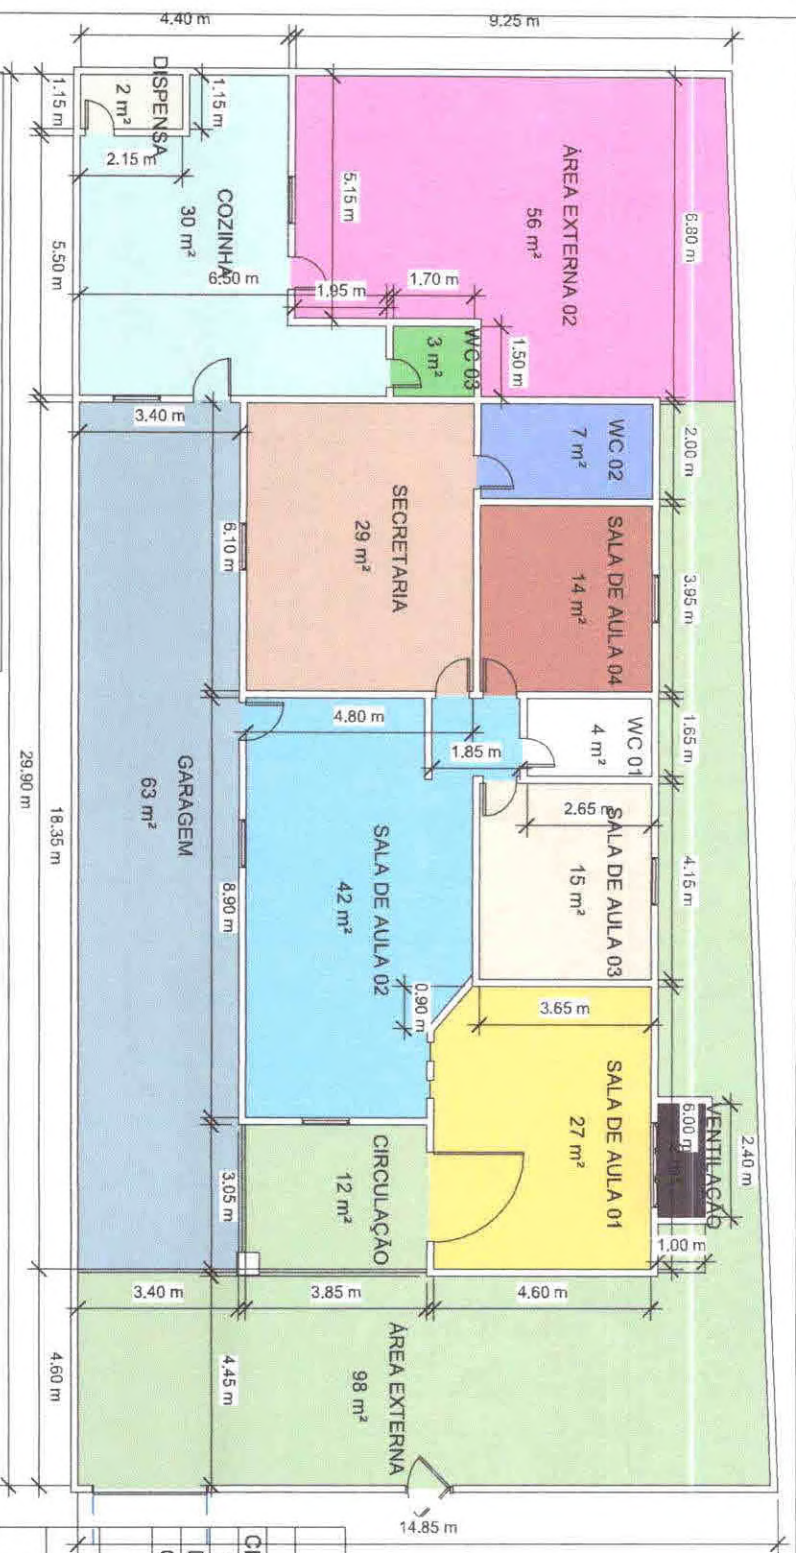 4.40 m
9.25 m
DISPENSA
2 m²
1.15 m
1.15 m
2.15 m
COZINHA
30 m²
5.50 m
6.50 m
5.15 m
ÁREA EXTERNA 02
56 m²
6.80 m
1.95 m
1.70 m
WC 03
3 m²
1.50 m
3.40 m
SECRETARIA
29 m²
6.10 m
WC 02
7 m²
2.00 m
SALA DE AULA 04
14 m²
3.95 m
4.80 m
1.85 m
WC 01
4 m²
1.65 m
2.65 m
GARAGEM
63 m²
29.90 m
18.35 m
8.90 m
SALA DE AULA 02
42 m²
SALA DE AULA 03
15 m²
4.15 m
0.90 m
3.65 m
SALA DE AULA 01
27 m²
VENTILAÇÃO
6.00 m
2.40 m
1.00 m
CIRCULAÇÃO
12 m²
3.05 m
3.40 m
3.85 m
4.60 m
ÁREA EXTERNA
98 m²
4.45 m
4.60 m
14.85 m